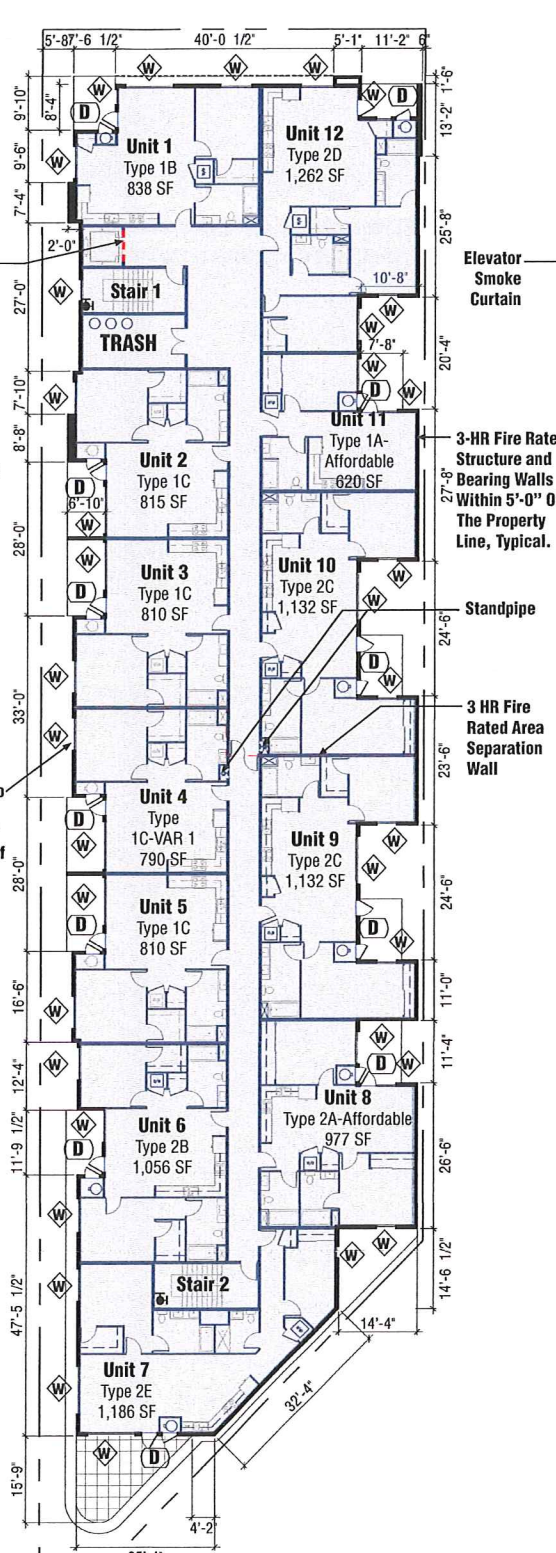 5'-8"
7'-6 1/2"
40'-0 1/2"
5'-1"
11'-2"
6"
W
W
W
W
W
1'-6"
9'-10"
8'-4"
D
D
13'-2"
Unit 1
Type 1B
838 SF
Unit 12
Type 2D
1,262 SF
W
9'-6"
7'-4"
25'-8"
2'-0"
Elevator
Smoke
Curtain
10'-8"
Stair 1
W
27'-0"
W
W
TRASH
7'-8"
20'-4"
W
D
W
W
7'-10"
8'-8"
Unit 11
Type 1A-
Affordable
620 SF
3-HR Fire Rate
Structure and
Bearing Walls
Within 5'-0" O
The Property
Line, Typical.
27'-8"
Unit 2
Type 1C
815 SF
D
6'-10"
W
28'-0"
W
D
Unit 3
Type 1C
810 SF
Unit 10
Type 2C
1,132 SF
W
W
24'-6"
Standpipe
D
W
W
33'-0"
W
3 HR Fire
Rated Area
Separation
Wall
23'-6"
Unit 4
Type
1C-VAR 1
790 SF
D
W
f
28'-0"
Unit 9
Type 2C
1,132 SF
W
W
24'-6"
W
D
Unit 5
Type 1C
810 SF
D
W
16'-6"
W
11'-0"
12'-4"
W
W
D
W
11'-4"
Unit 8
Type 2A-Affordable
977 SF
W
D
11'-9 1/2"
Unit 6
Type 2B
1,056 SF
26'-6"
W
W
W
14'-6 1/2"
Stair 2
W
47'-5 1/2"
14'-4"
Unit 7
Type 2E
1,186 SF
W
32'-4"
W
D
15'-9"
4'-2"